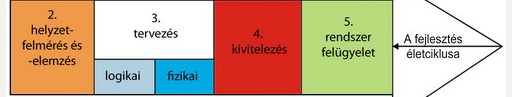 2.
helyzet-
felmérés és
-elemzés
3.
tervezés
logikai
fizikai
4.
kivitelezés
5.
rendszer
felügyelet
A fejlesztés
életciklusa